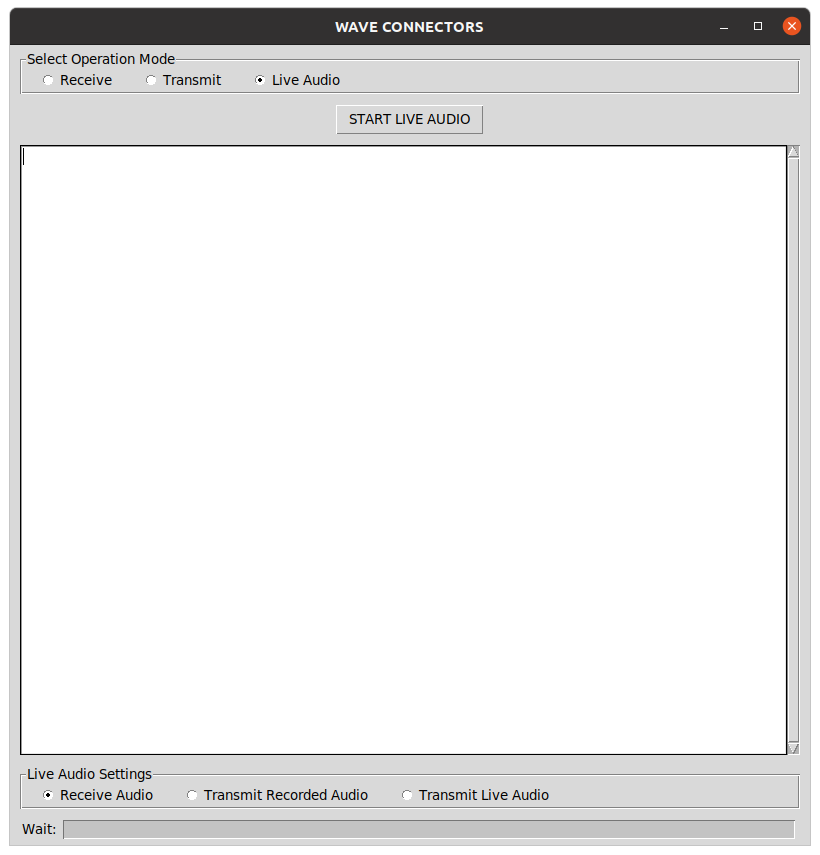 WAVE CONNECTORS
Select Operation Mode
Receive Transmit Live Audio
START LIVE AUDIO
Live Audio Settings
Receive Audio Transmit Recorded Audio Transmit Live Audio
Wait: